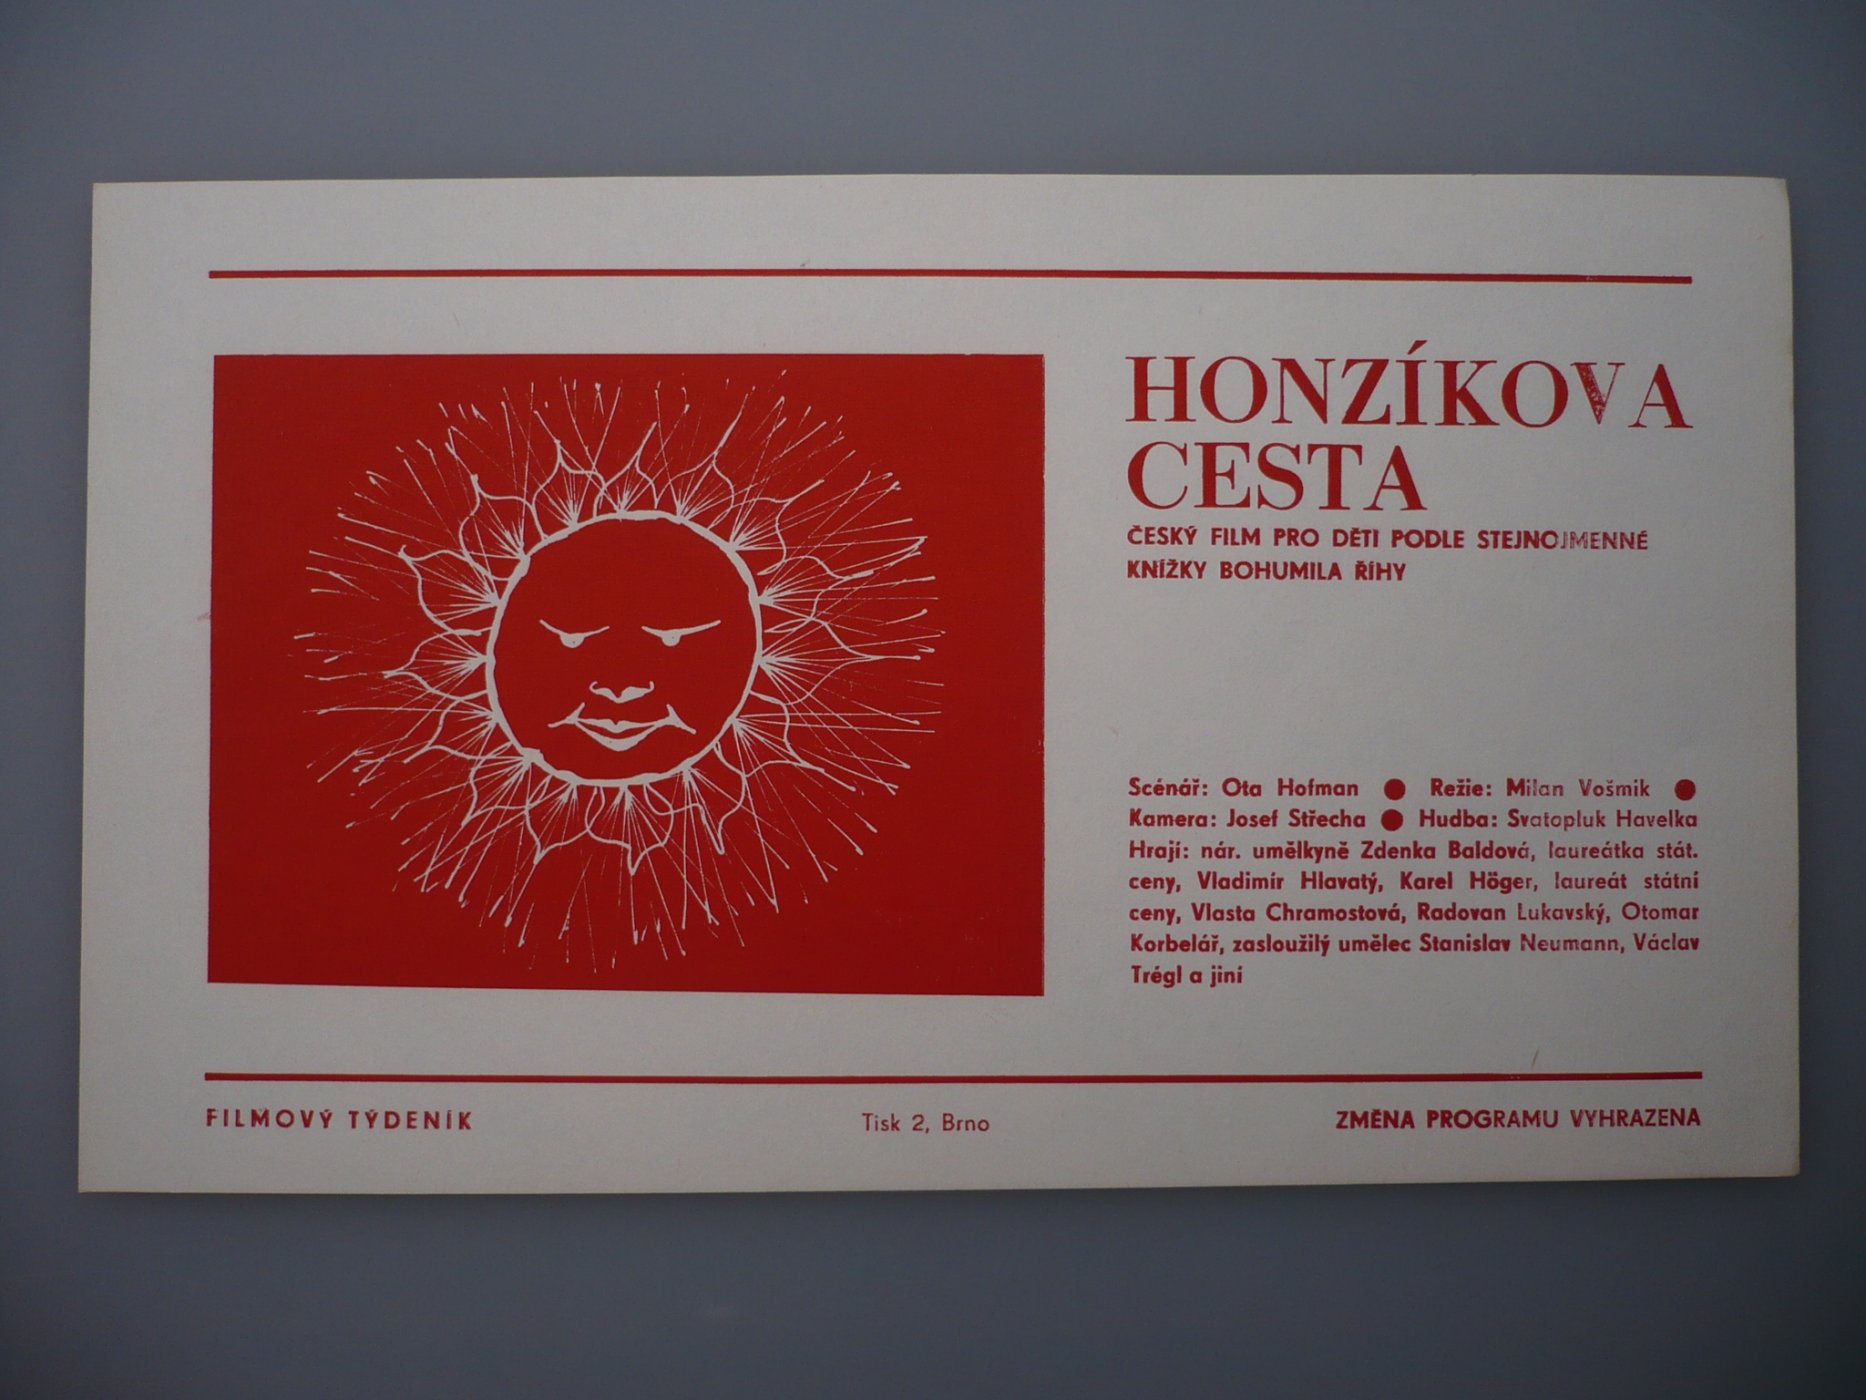 HONZÍKOVA
CESTA
ČESKÝ FILM PRO DĚTI PODLE STEJNOJMENNÉ
KNÍŽKY BOHUMILA ŘÍHY
Scénář: Ota Hofman ● Režie: Milan Vošmik ●
Kamera: Josef Střecha ● Hudba: Svatopluk Havelka
Hrají: nár. umělkyně Zdenka Baldová, laureátka stát.
ceny, Vladimír Hlavatý, Karel Höger, laureát státní
ceny, Vlasta Chramostová, Radovan Lukavský, Otomar
Korbelář, zasloužilý umělec Stanislav Neumann, Václav
Trégl a jiní
FILMOVÝ TÝDENÍK
Tisk 2, Brno
ZMĚNA PROGRAMU VYHRAZENA